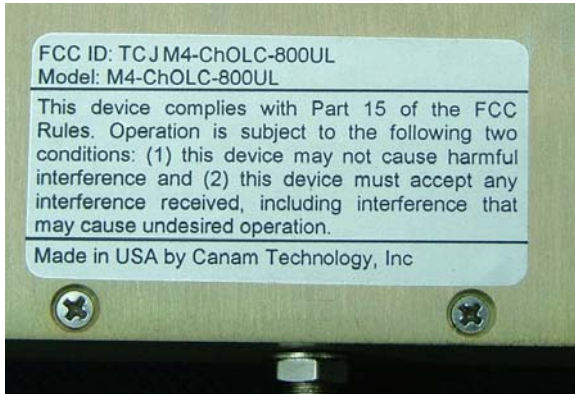 FCC ID: TCJM4-ChOLC-800UL
Model: M4-ChOLC-800UL
This device complies with Part 15 of the FCC
Rules. Operation is subject to the following two
conditions: (1) this device may not cause harmful
interference and (2) this device must accept any
interference received, including interference that
may cause undesired operation.
Made in USA by Canam Technology, Inc